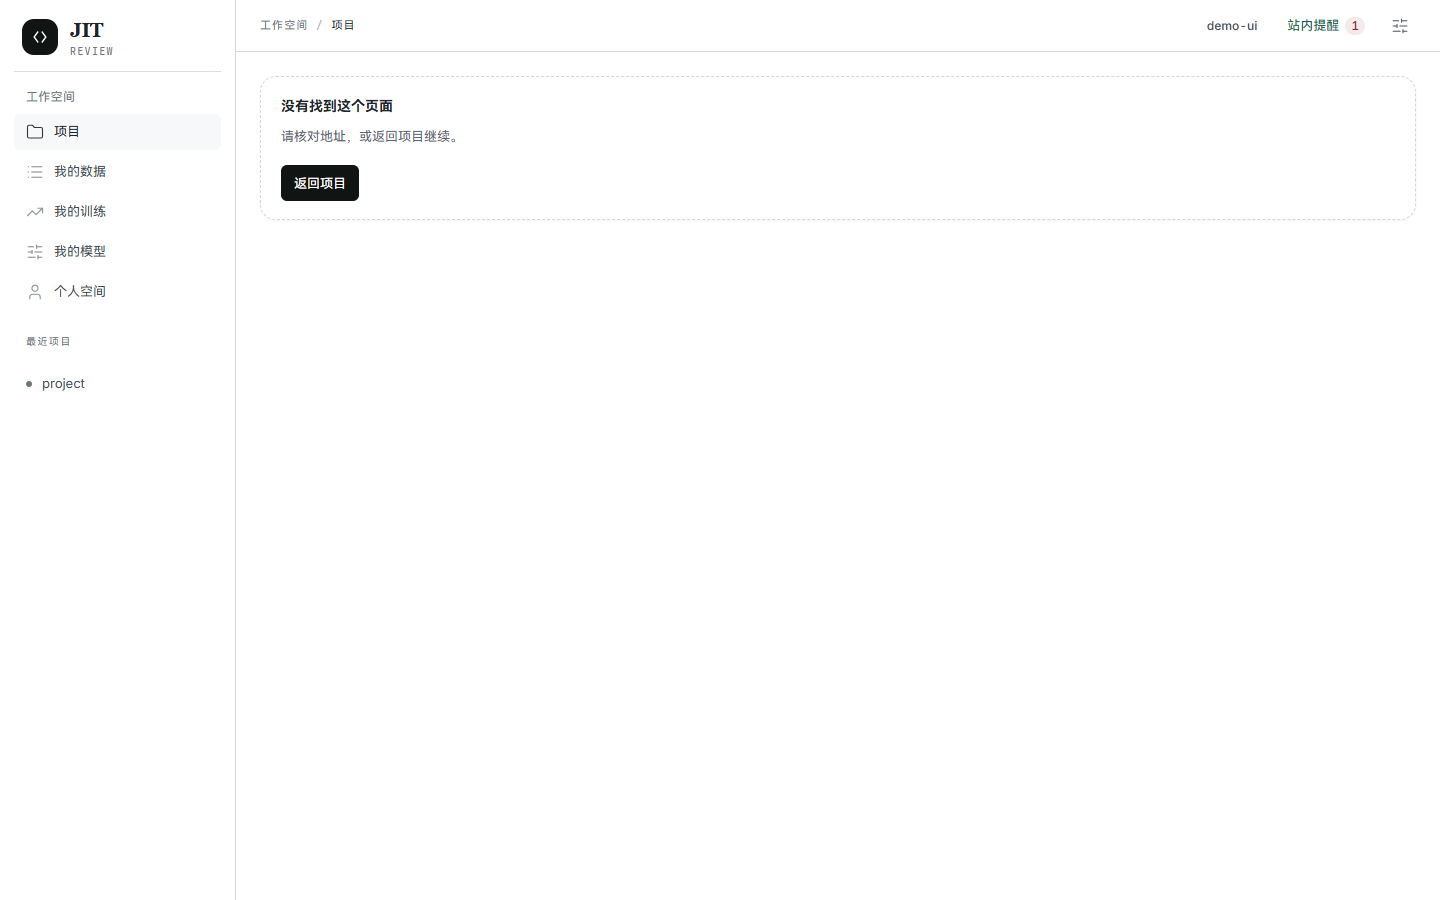 JIT
REVIEW
工作空间
项目
我的数据
我的训练
我的模型
个人空间
最近项目
project
工作空间 / 项目
demo-ui
站内提醒 1
没有找到这个页面
请核对地址，或返回项目继续。
返回项目